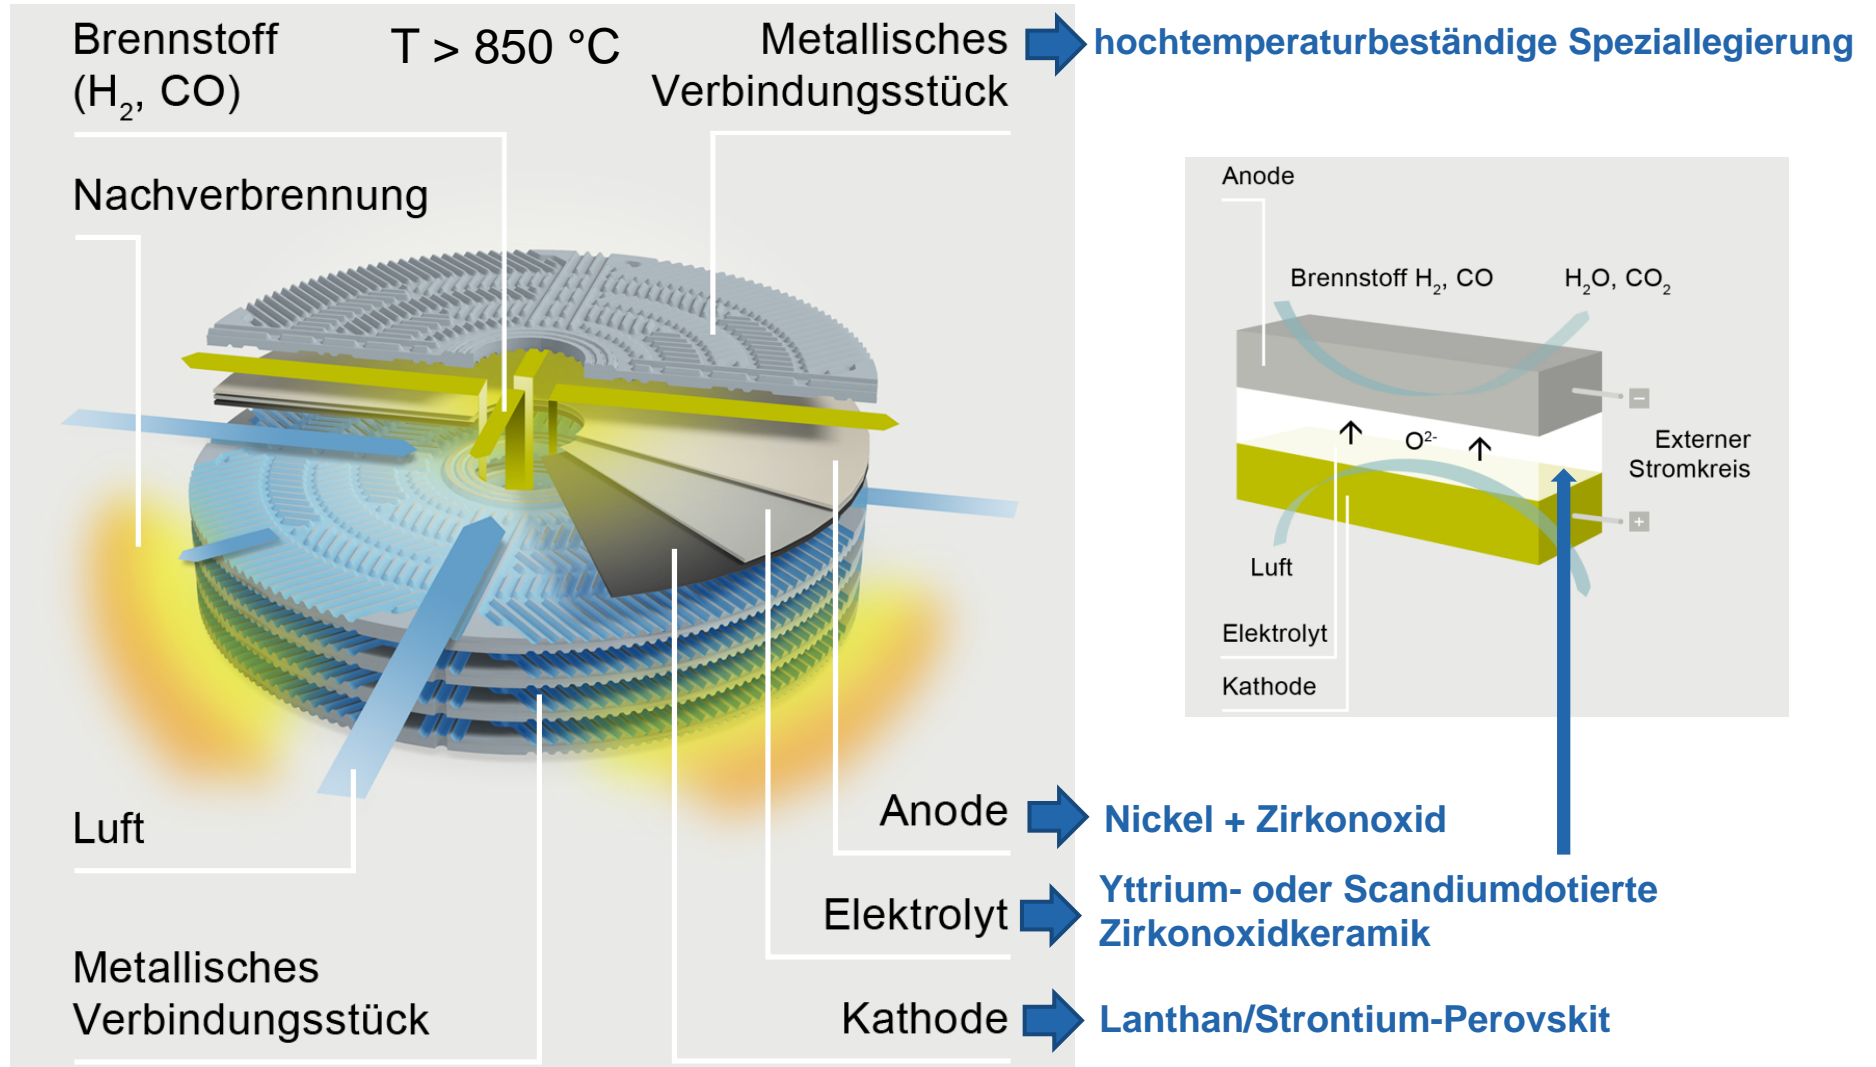 Brennstoff
(H₂, CO)
T > 850 °C
Metallisches
Verbindungsstück
hochtemperaturbeständige Speziallegierung
Nachverbrennung
Anode
Brennstoff H₂, CO
H₂O, CO₂
−
O²⁻
Externer
Stromkreis
+
Luft
Elektrolyt
Kathode
Luft
Anode
Nickel + Zirkonoxid
Elektrolyt
Yttrium- oder Scandiumdotierte
Zirkonoxidkeramik
Metallisches
Verbindungsstück
Kathode
Lanthan/Strontium-Perovskit